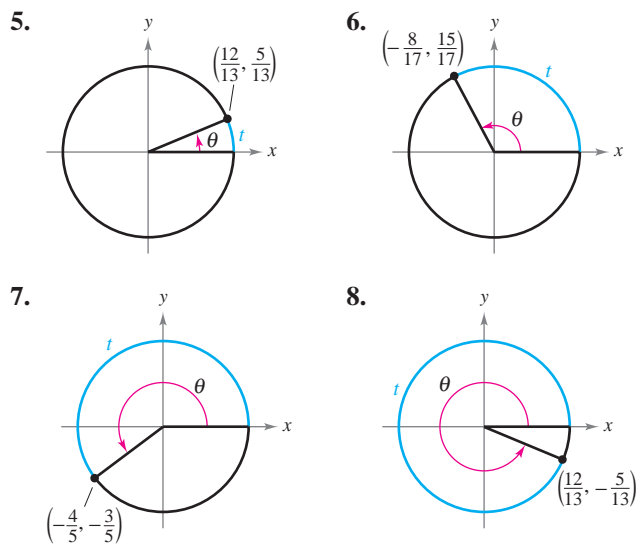 5.
y
(12/13, 5/13)
θ
t
x
6.
y
(−8/17, 15/17)
t
θ
x
7.
y
t
θ
x
(−4/5, −3/5)
8.
y
t
θ
x
(12/13, −5/13)